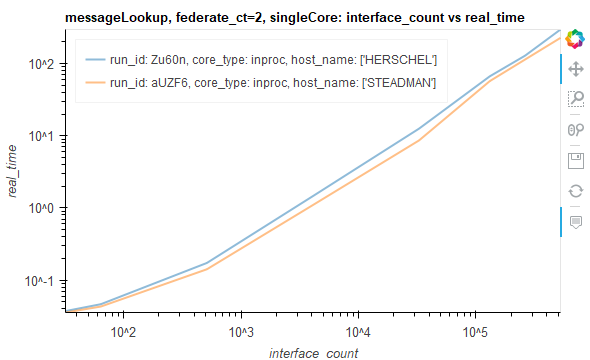 messageLookup, federate_ct=2, singleCore: interface_count vs real_time
run_id: Zu60n, core_type: inproc, host_name: ['HERSCHEL']
run_id: aUZF6, core_type: inproc, host_name: ['STEADMAN']
10^2
10^1
10^0
10^-1
real_time
10^2 10^3 10^4 10^5
interface_count